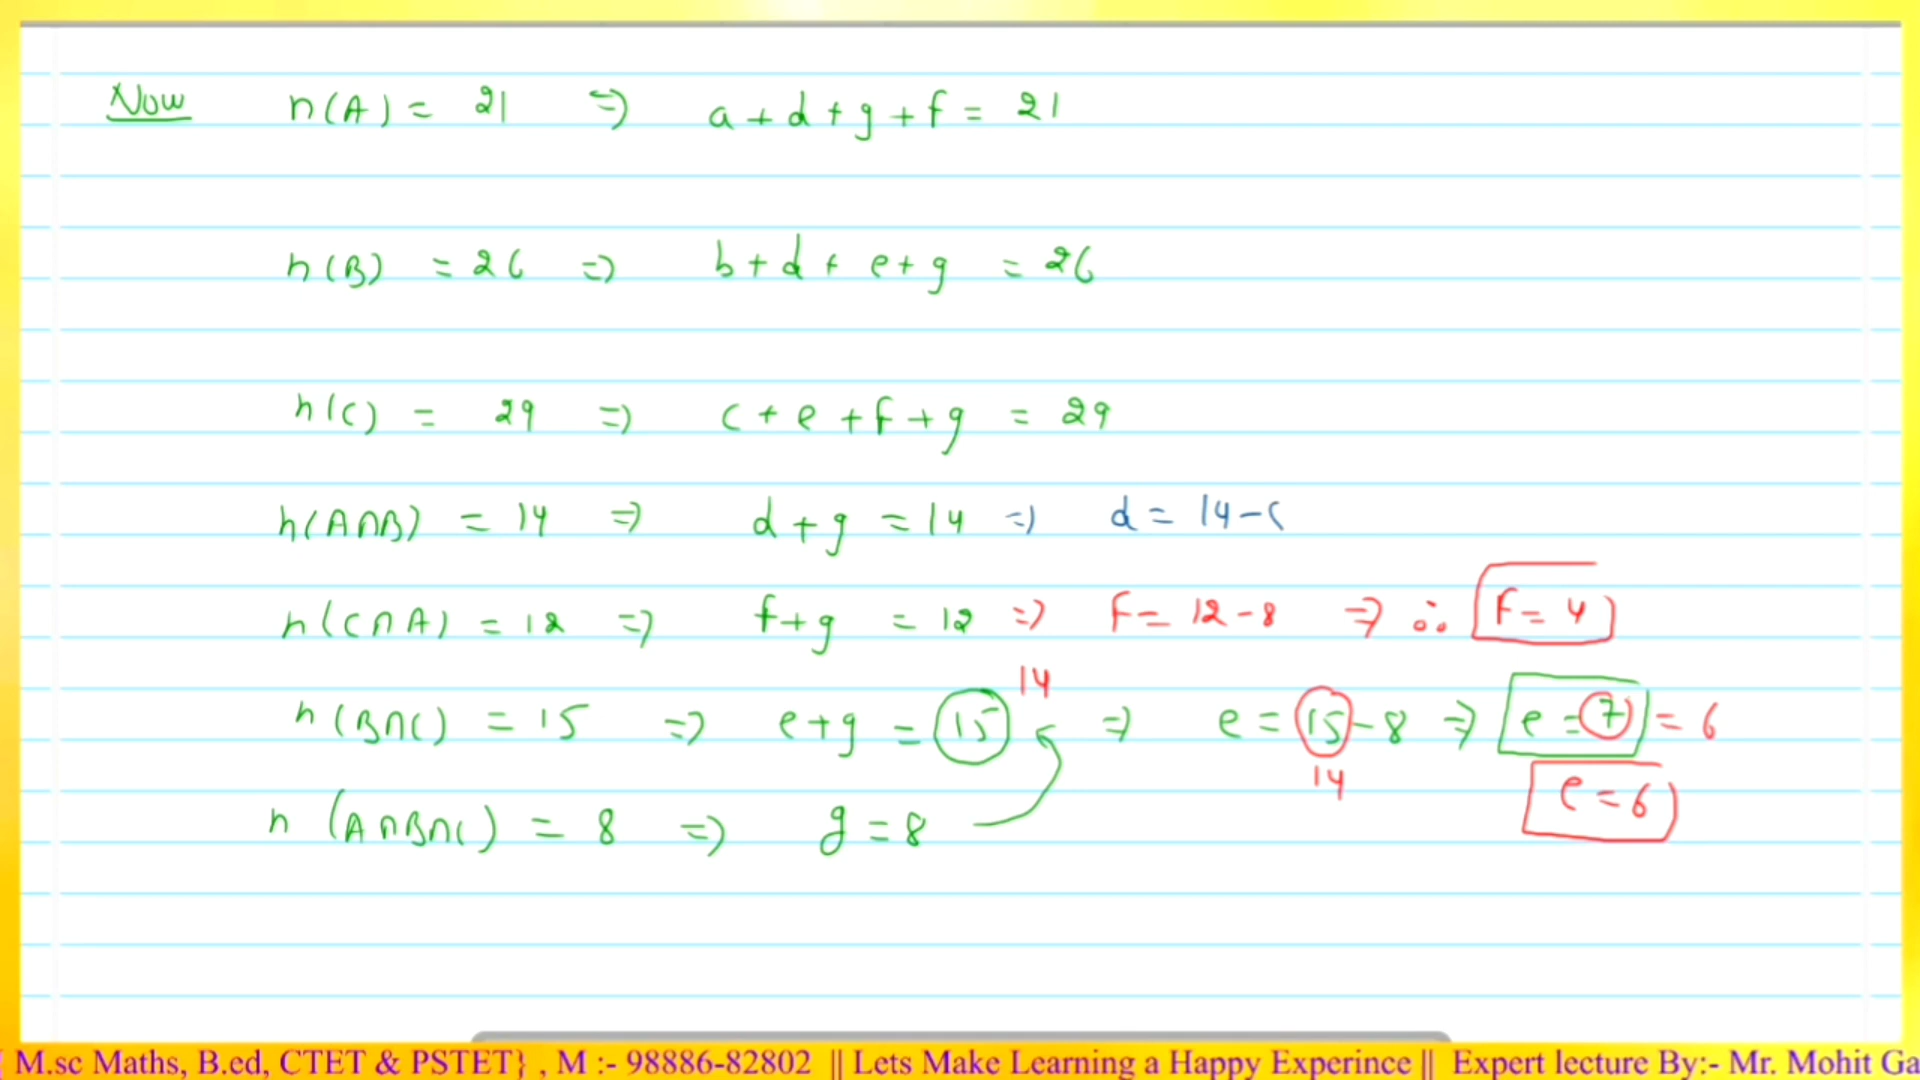 Now n(A) = 21 => a + d + g + f = 21
n(B) = 26 => b + d + e + g = 26
n(C) = 29 => c + e + f + g = 29
n(A∩B) = 14 => d + g = 14 => d = 14 -
n(C∩A) = 12 => f + g = 12 => f = 12 - 8 => ∴ f = 4
14
n(B∩C) = 15 => e + g = 15 => e = 15 - 8 => e = 7 = 6
14 e = 6
n(A∩B∩C) = 8 => g = 8
{ M.sc Maths, B.ed, CTET & PSTET} , M :- 98886-82802 || Lets Make Learning a Happy Experince || Expert lecture By:- Mr. Mohit Ga